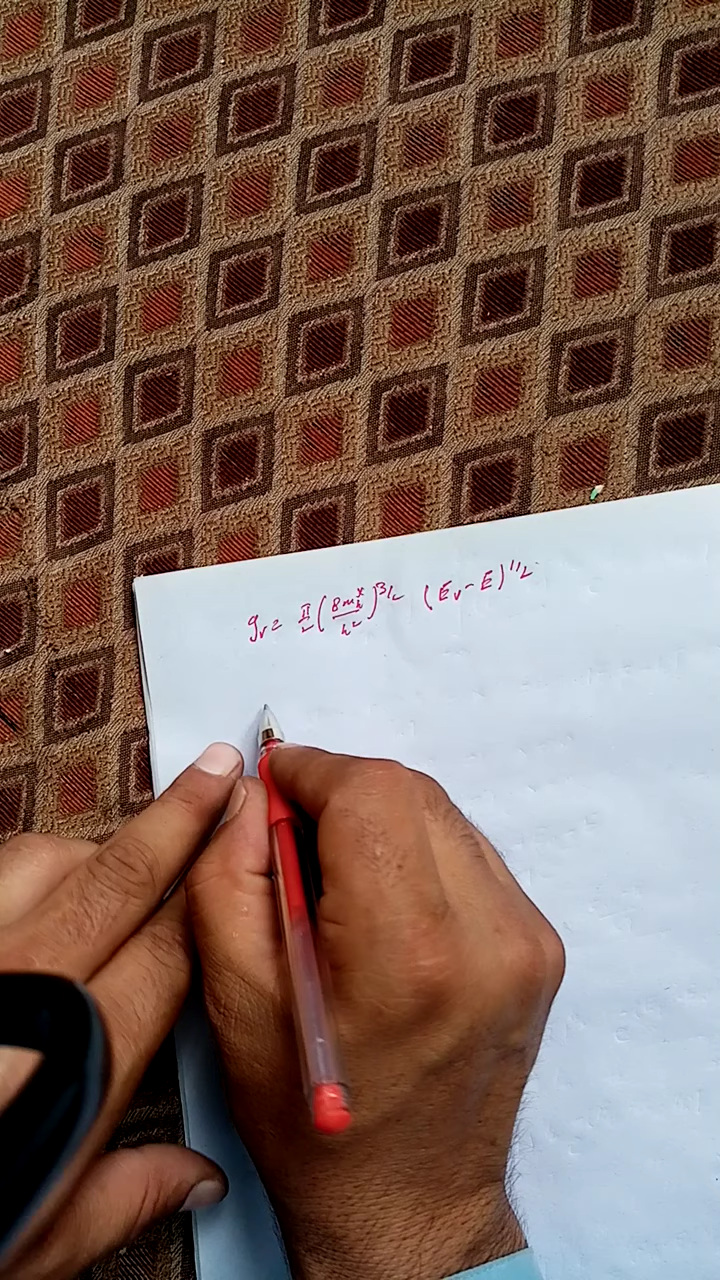 gv = π/2 (8m*h/h²)^3/2 (Ev - E)^1/2